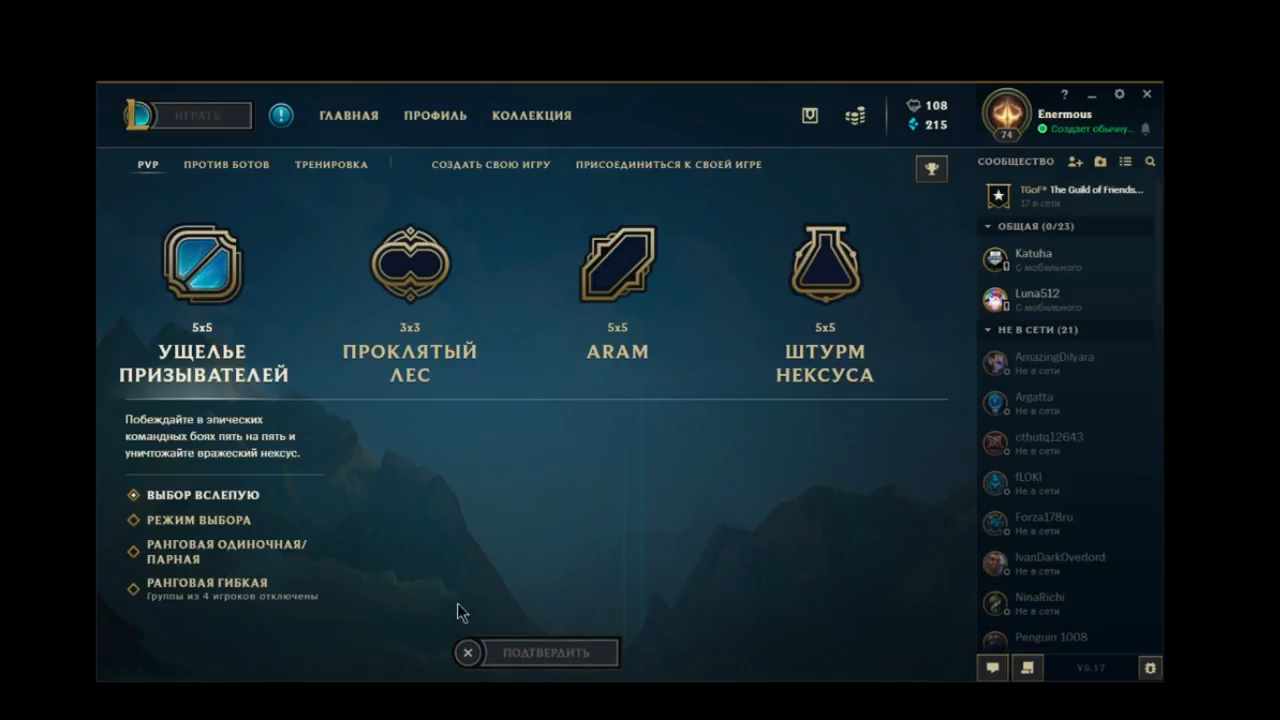 ИГРАТЬ
ГЛАВНАЯ
ПРОФИЛЬ
КОЛЛЕКЦИЯ
108
215
74
Enermous
Создает обычну...
PVP
ПРОТИВ БОТОВ
ТРЕНИРОВКА
СОЗДАТЬ СВОЮ ИГРУ
ПРИСОЕДИНИТЬСЯ К СВОЕЙ ИГРЕ
5x5
УЩЕЛЬЕ
ПРИЗЫВАТЕЛЕЙ
3x3
ПРОКЛЯТЫЙ
ЛЕС
5x5
ARAM
5x5
ШТУРМ
НЕКСУСА
Побеждайте в эпических
командных боях пять на пять и
уничтожайте вражеский нексус.
ВЫБОР ВСЛЕПУЮ
РЕЖИМ ВЫБОРА
РАНГОВАЯ ОДИНОЧНАЯ/
ПАРНАЯ
РАНГОВАЯ ГИБКАЯ
Группы из 4 игроков отключены
ПОДТВЕРДИТЬ
СООБЩЕСТВО
TGoF* The Guild of Friends...
17 в сети
ОБЩАЯ (0/23)
Katuha
С мобильного
Luna512
С мобильного
НЕ В СЕТИ (21)
AmazingDilyara
Не в сети
Argatta
Не в сети
cthutq12643
Не в сети
fLOKI
Не в сети
Forza178ru
Не в сети
IvanDarkOverlord
Не в сети
NinaRichi
Не в сети
Penguin 1008
V8.17